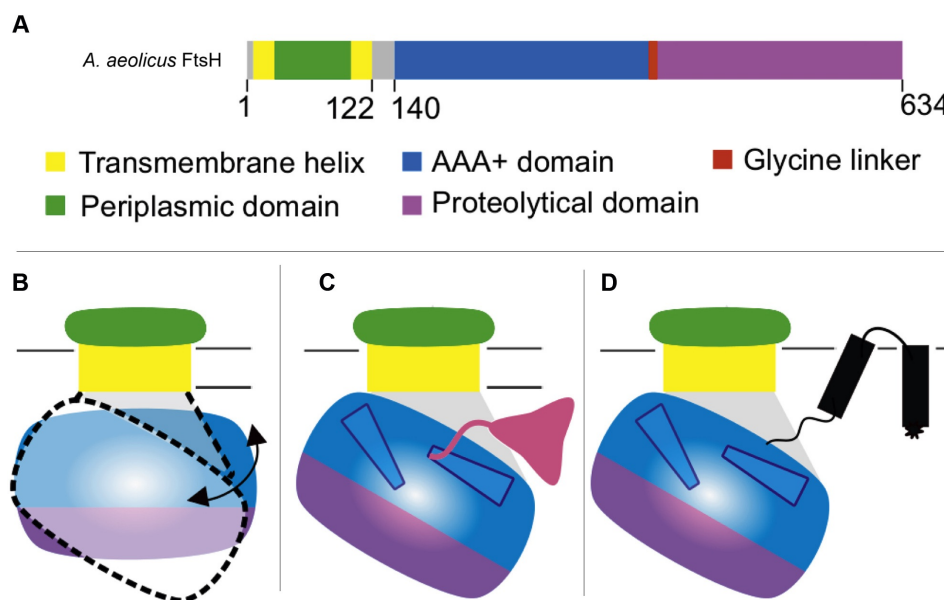 A
A. aeolicus FtsH
1 122 140 634
Transmembrane helix AAA+ domain Glycine linker
Periplasmic domain Proteolytical domain
B C D